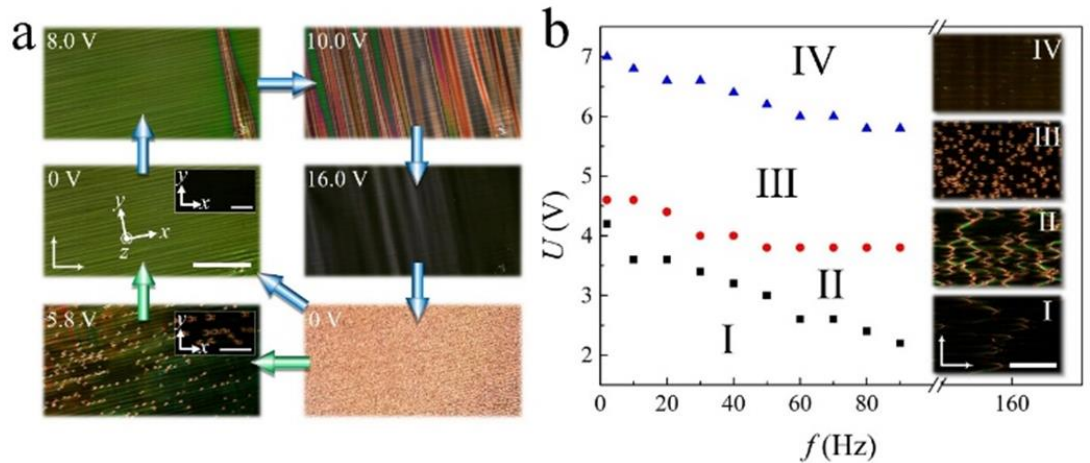 a
8.0 V
10.0 V
0 V
y
x
y
x
z
16.0 V
5.8 V
y
x
0 V
b
U (V)
7
6
5
4
3
2
IV
III
II
I
IV
III
II
I
0 20 40 60 80 160
f (Hz)